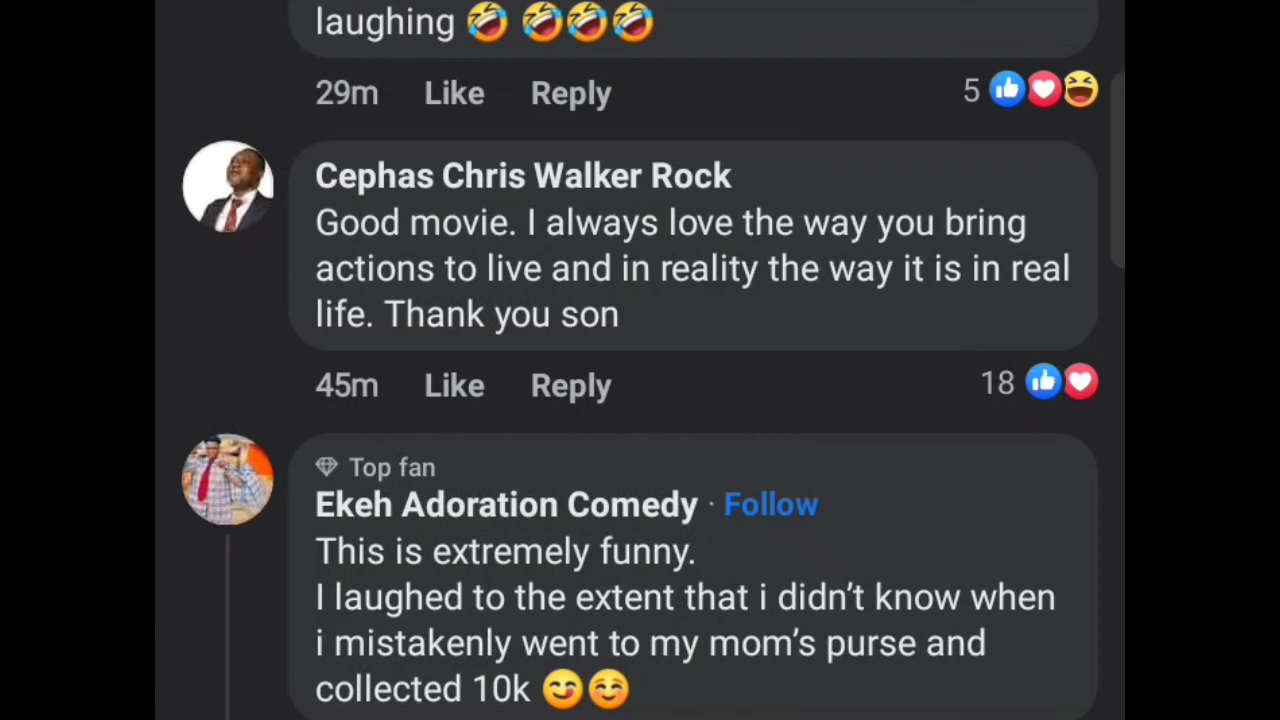 laughing 🤣 🤣🤣🤣
29m Like Reply 5
Cephas Chris Walker Rock
Good movie. I always love the way you bring
actions to live and in reality the way it is in real
life. Thank you son
45m Like Reply 18
Top fan
Ekeh Adoration Comedy · Follow
This is extremely funny.
I laughed to the extent that i didn’t know when
i mistakenly went to my mom’s purse and
collected 10k 😋☺️